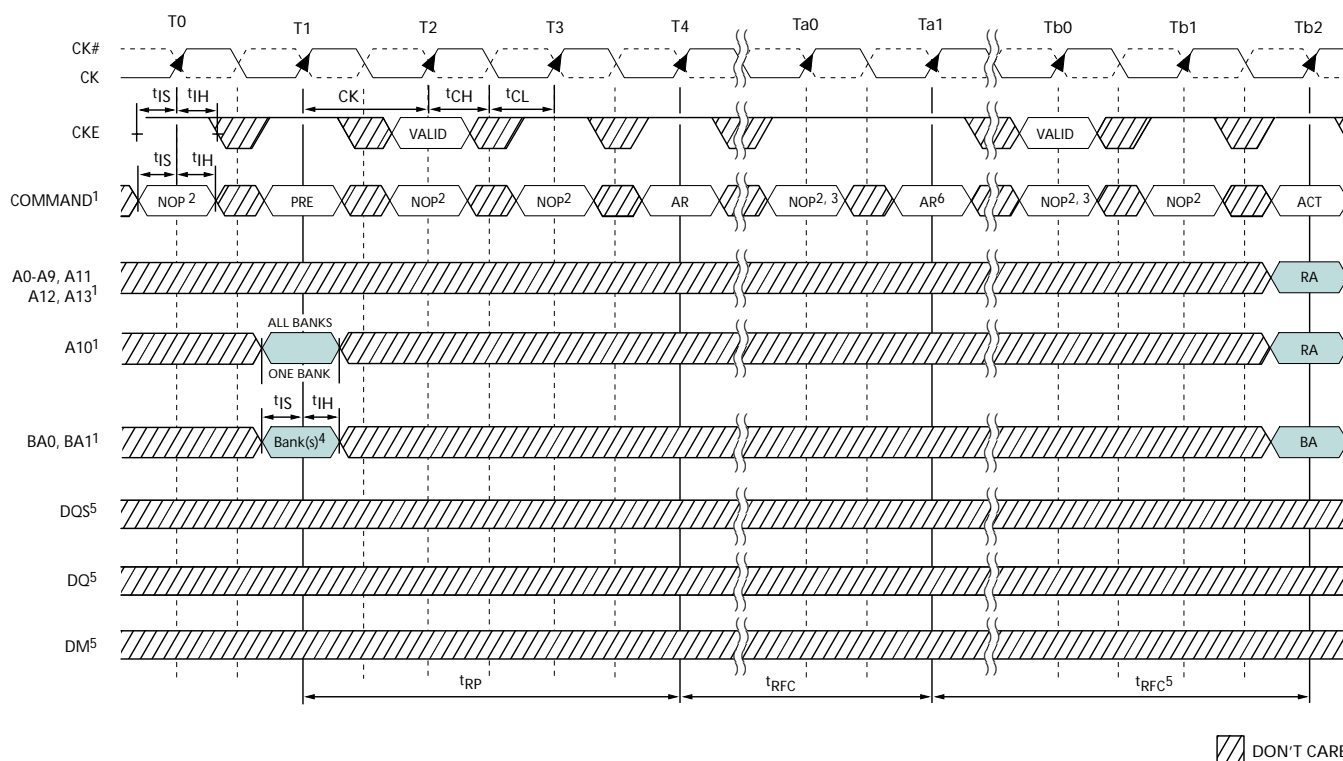 T0 T1 T2 T3 T4 Ta0 Ta1 Tb0 Tb1 Tb2
CK#
CK
tIS tIH CK tCH tCL
CKE VALID VALID
tIS tIH
COMMAND1 NOP 2 PRE NOP2 NOP2 AR NOP2, 3 AR6 NOP2, 3 NOP2 ACT
A0-A9, A11
A12, A131 RA
ALL BANKS
A101 RA
ONE BANK
tIS tIH
BA0, BA11 Bank(s)4 BA
DQS5
DQ5
DM5
tRP tRFC tRFC5
DON'T CARE